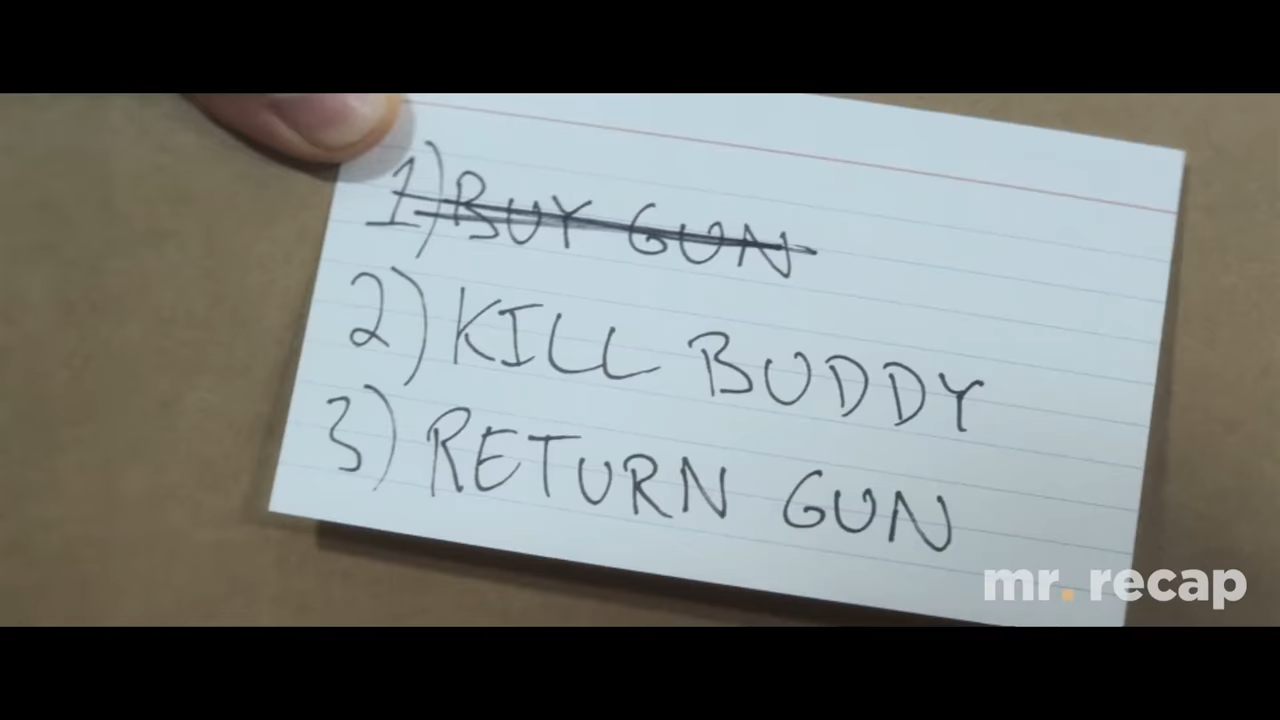 1) BUY GUN
2) KILL BUDDY
3) RETURN GUN
mr. recap